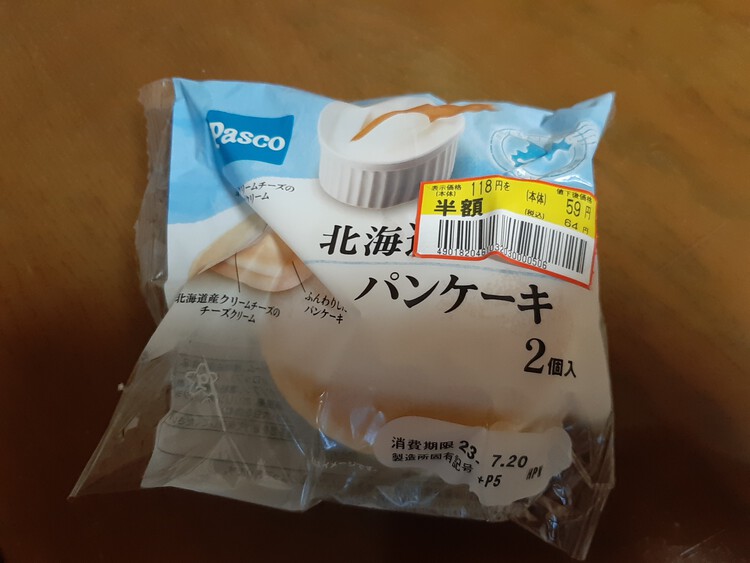 Pasco
クリームチーズの
クリーム
北海道産クリームチーズの
チーズクリーム
ふんわりしい
パンケーキ
表示価格
(本体)
118円を
半額
(本体)
(税込)
値下後価格
59円
64円
北海
パンケーキ
2個入
消費期限 23. 7.20
製造所固有記号 +P5